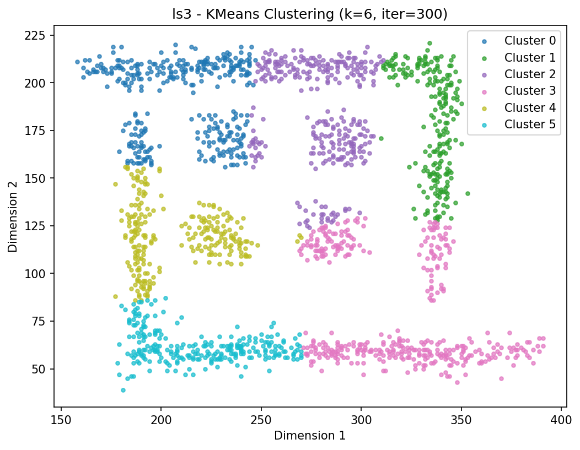 ls3 - KMeans Clustering (k=6, iter=300)
225
200
175
150
125
100
75
50
Dimension 2
150
200
250
300
350
400
Dimension 1
Cluster 0
Cluster 1
Cluster 2
Cluster 3
Cluster 4
Cluster 5